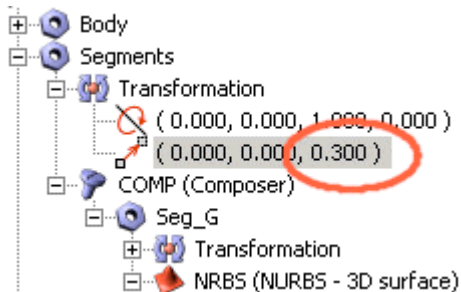 Body
Segments
Transformation
( 0.000, 0.000, 1.000, 0.000 )
( 0.000, 0.000, 0.300 )
COMP (Composer)
Seg_G
Transformation
NRBS (NURBS - 3D surface)